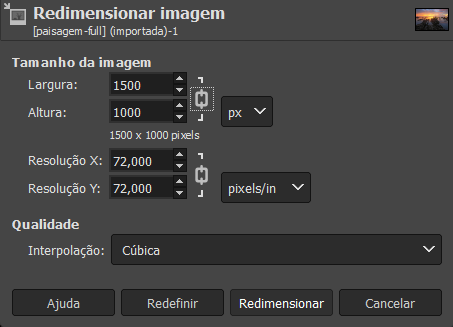 Redimensionar imagem
[paisagem-full] (importada)-1
Tamanho da imagem
Largura: 1500
Altura: 1000 px
1500 x 1000 pixels
Resolução X: 72,000
Resolução Y: 72,000 pixels/in
Qualidade
Interpolação: Cúbica
Ajuda Redefinir Redimensionar Cancelar